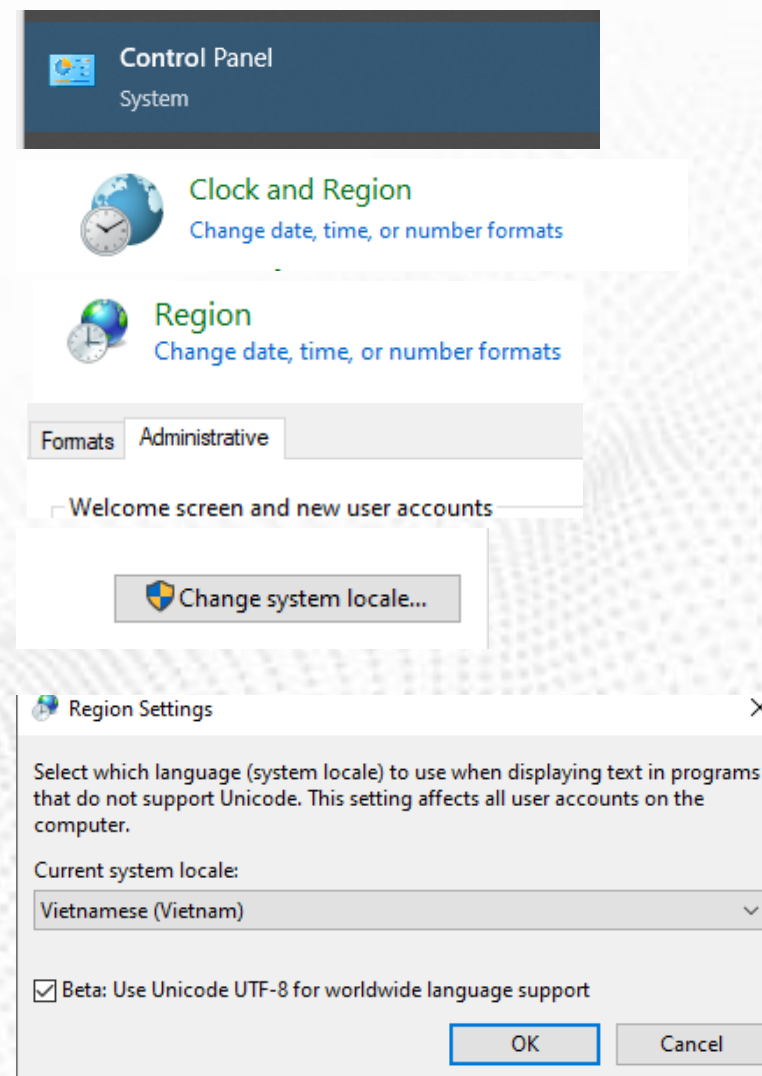 Control Panel
System
Clock and Region
Change date, time, or number formats
Region
Change date, time, or number formats
Formats Administrative
Welcome screen and new user accounts
Change system locale...
Region Settings
Select which language (system locale) to use when displaying text in programs
that do not support Unicode. This setting affects all user accounts on the
computer.
Current system locale:
Vietnamese (Vietnam)
Beta: Use Unicode UTF-8 for worldwide language support
OK Cancel